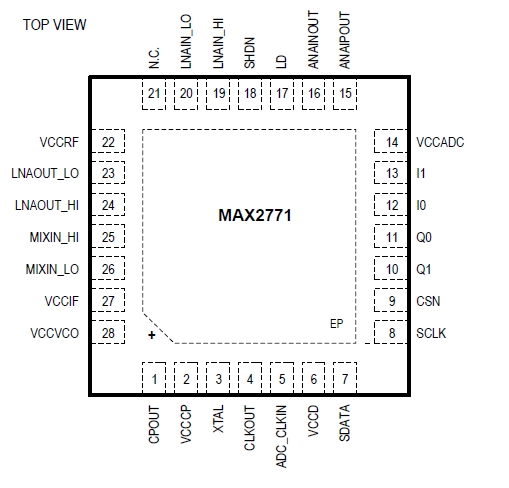 TOP VIEW
N.C.
LNAIN_LO
LNAIN_HI
SHDN
LD
ANAINOUT
ANAIPOUT
21
20
19
18
17
16
15
VCCRF
22
14
VCCADC
LNAOUT_LO
23
13
I1
LNAOUT_HI
24
12
I0
MAX2771
MIXIN_HI
25
11
Q0
MIXIN_LO
26
10
Q1
VCCIF
27
9
CSN
VCCVCO
28
+
EP
8
SCLK
1
2
3
4
5
6
7
CPOUT
VCCCP
XTAL
CLKOUT
ADC_CLKIN
VCCD
SDATA